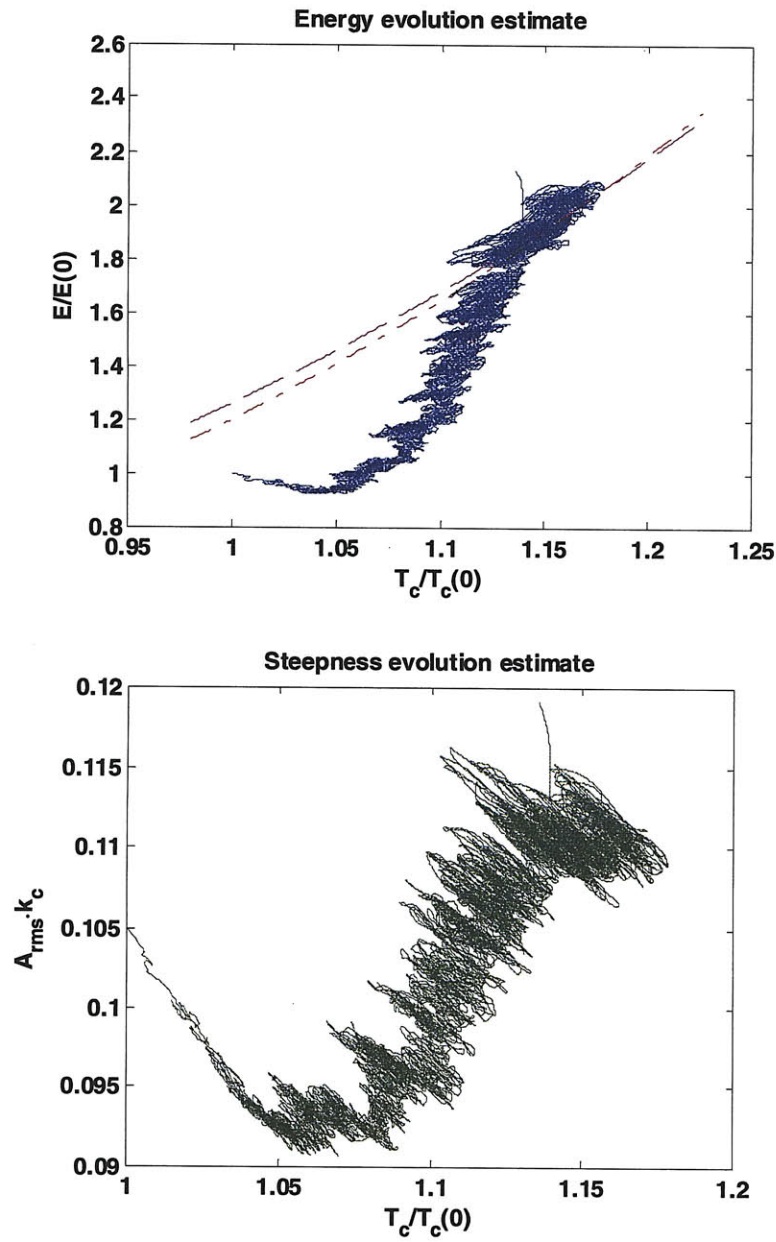 Energy evolution estimate
2.6
2.4
2.2
2
1.8
1.6
1.4
1.2
1
0.8
E/E(0)
0.95 1 1.05 1.1 1.15 1.2 1.25
T_c/T_c(0)
Steepness evolution estimate
0.12
0.115
0.11
0.105
0.1
0.095
0.09
A_rms.k_c
1 1.05 1.1 1.15 1.2
T_c/T_c(0)